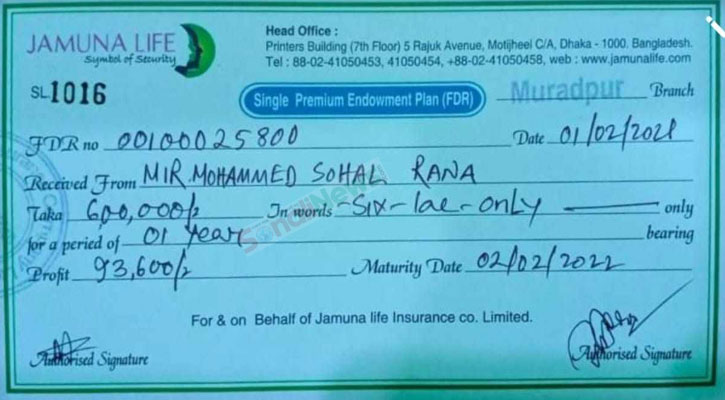 JAMUNA LIFE
Symbol of Security
Head Office :
Printers Building (7th Floor) 5 Rajuk Avenue, Motijheel C/A, Dhaka - 1000. Bangladesh.
Tel : 88-02-41050453, 41050454, +88-02-41050458, web : www.jamunalife.com
SL 1016
Single Premium Endowment Plan (FDR)
Muradpur Branch
FDR no 00100025800 Date 01/02/2021
Received From MIR MOHAMMED SOHAL RANA
Taka 600,000/- In words -Six-lac-only only
for a period of 01 year bearing
Profit 93,600/- Maturity Date 02/02/2022
For & on Behalf of Jamuna life Insurance co. Limited.
Authorised Signature Authorised Signature